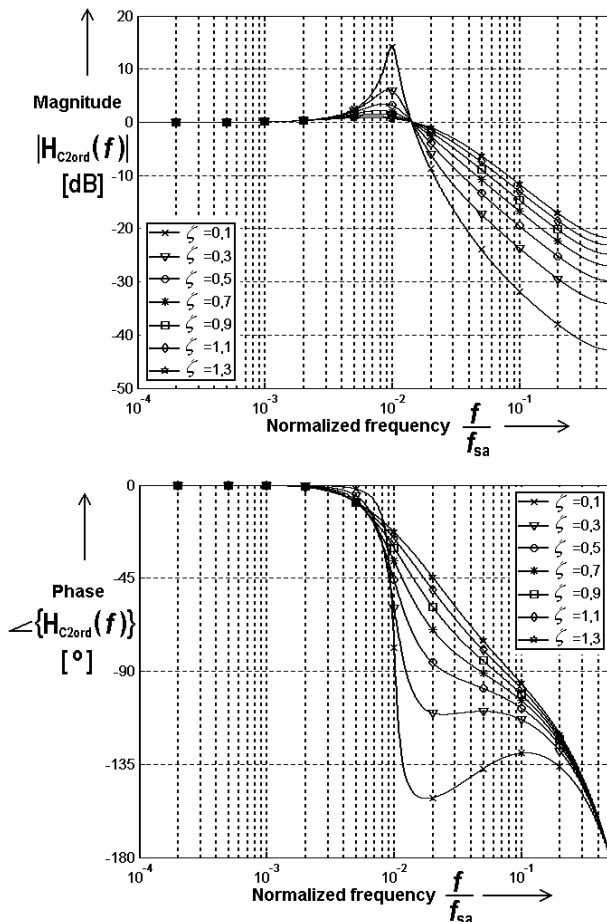 20
10
0
-10
-20
-30
-40
-50
Magnitude
|H_C2ord(f)|
[dB]
ζ =0,1
ζ =0,3
ζ =0,5
ζ =0,7
ζ =0,9
ζ =1,1
ζ =1,3
10^-4
10^-3
10^-2
10^-1
Normalized frequency f/f_sa
0
-45
-90
-135
-180
Phase
∠{H_C2ord(f)}
[º]
ζ =0,1
ζ =0,3
ζ =0,5
ζ =0,7
ζ =0,9
ζ =1,1
ζ =1,3
10^-4
10^-3
10^-2
10^-1
Normalized frequency f/f_sa